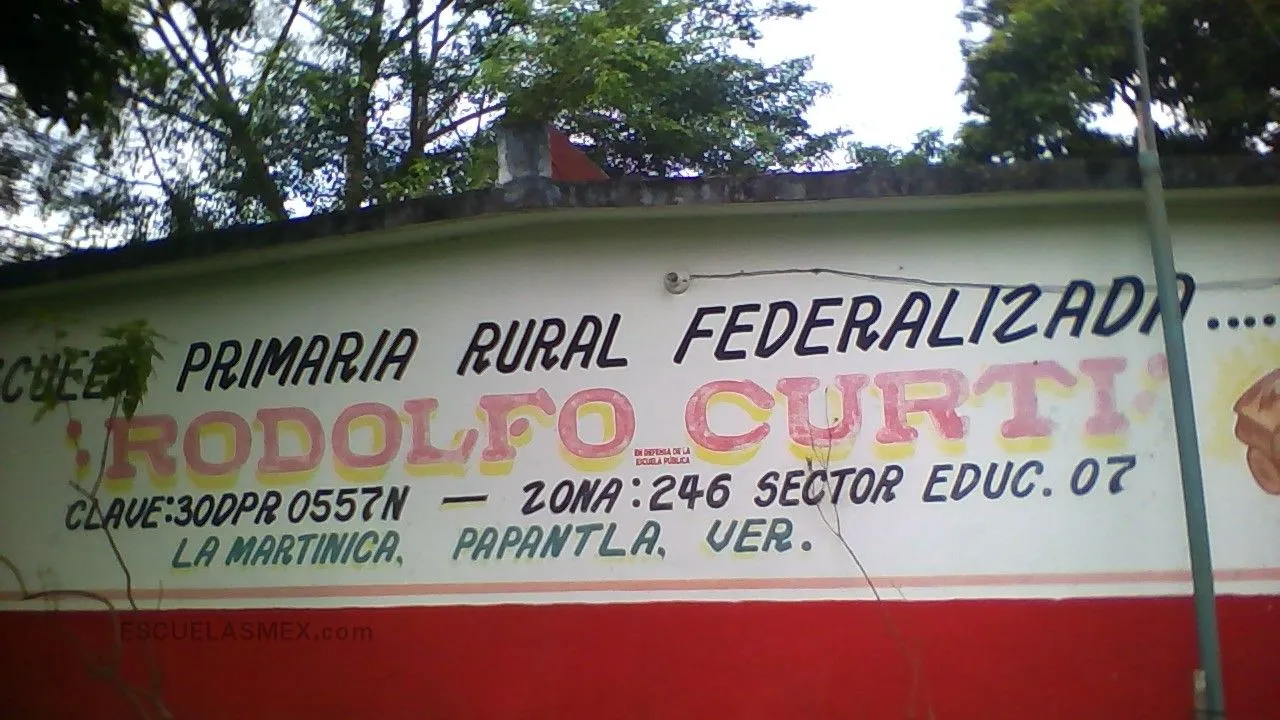 ESCUELA PRIMARIA RURAL FEDERALIZADA....
"RODOLFO CURTI"
EN DEFENSA DE LA
ESCUELA PÚBLICA
CLAVE:30DPR0557N — ZONA:246 SECTOR EDUC. 07
LA MARTINICA, PAPANTLA, VER.
ESCUELASMEX.com